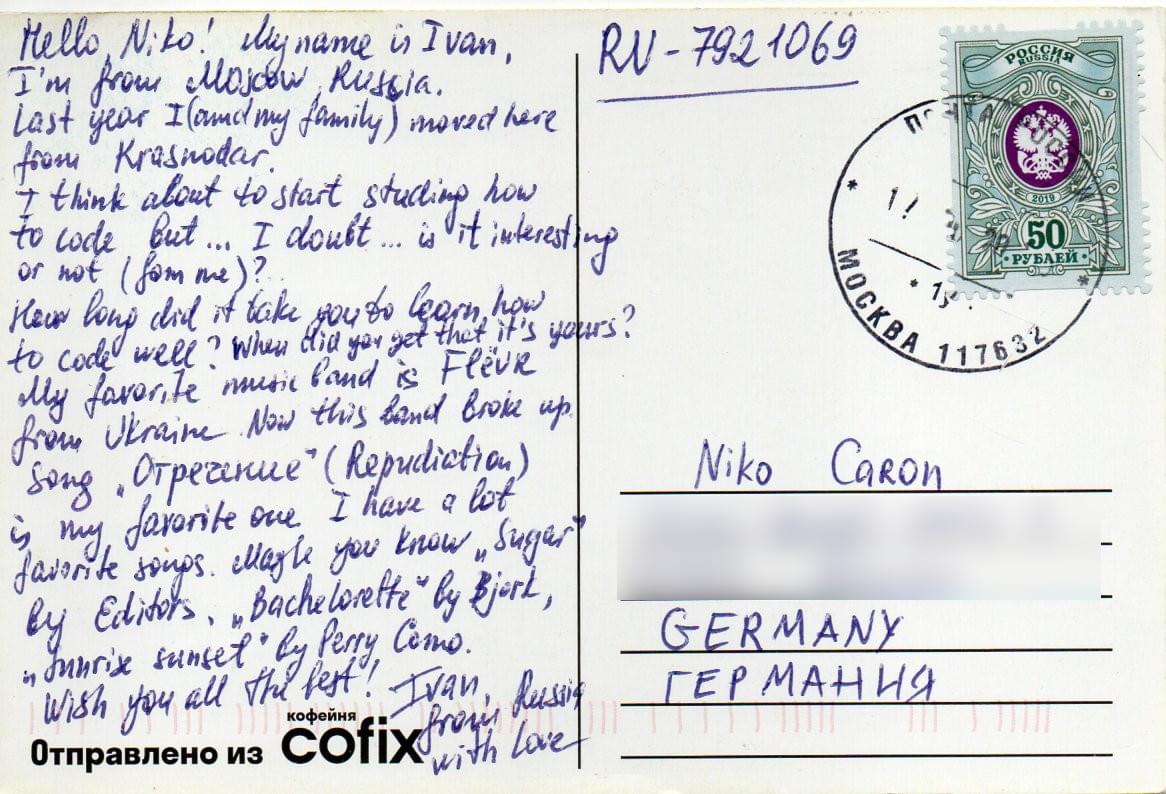 Hello, Niko! My name is Ivan,
I'm from Moscow, Russia.
Last year I (and my family) moved here
from Krasnodar.
I think about to start studing how
to code but... I doubt... is it interesting
or not (fom me)?
How long did it take you to learn how
to code well? When did you get that it's yours?
My favorite music band is Flëur
from Ukraine. Now this band broke up.
Song „Отречение" (Repudiation)
is my favorite one. I have a lot
favorite songs. Maybe you know „Sugar"
by Editors, „Bachelorette" by Bjork,
„Sunrise sunset" by Perry Como.
Wish you all the best! Ivan,
from Russia
with Love
Отправлено из
кофейня
cofix
RU-7921069
РОССИЯ
RUSSIA
2019
50
РУБЛЕЙ
ПОЧТА
МОСКВА 117632
Niko Caron
GERMANY
ГЕРМАНИЯ